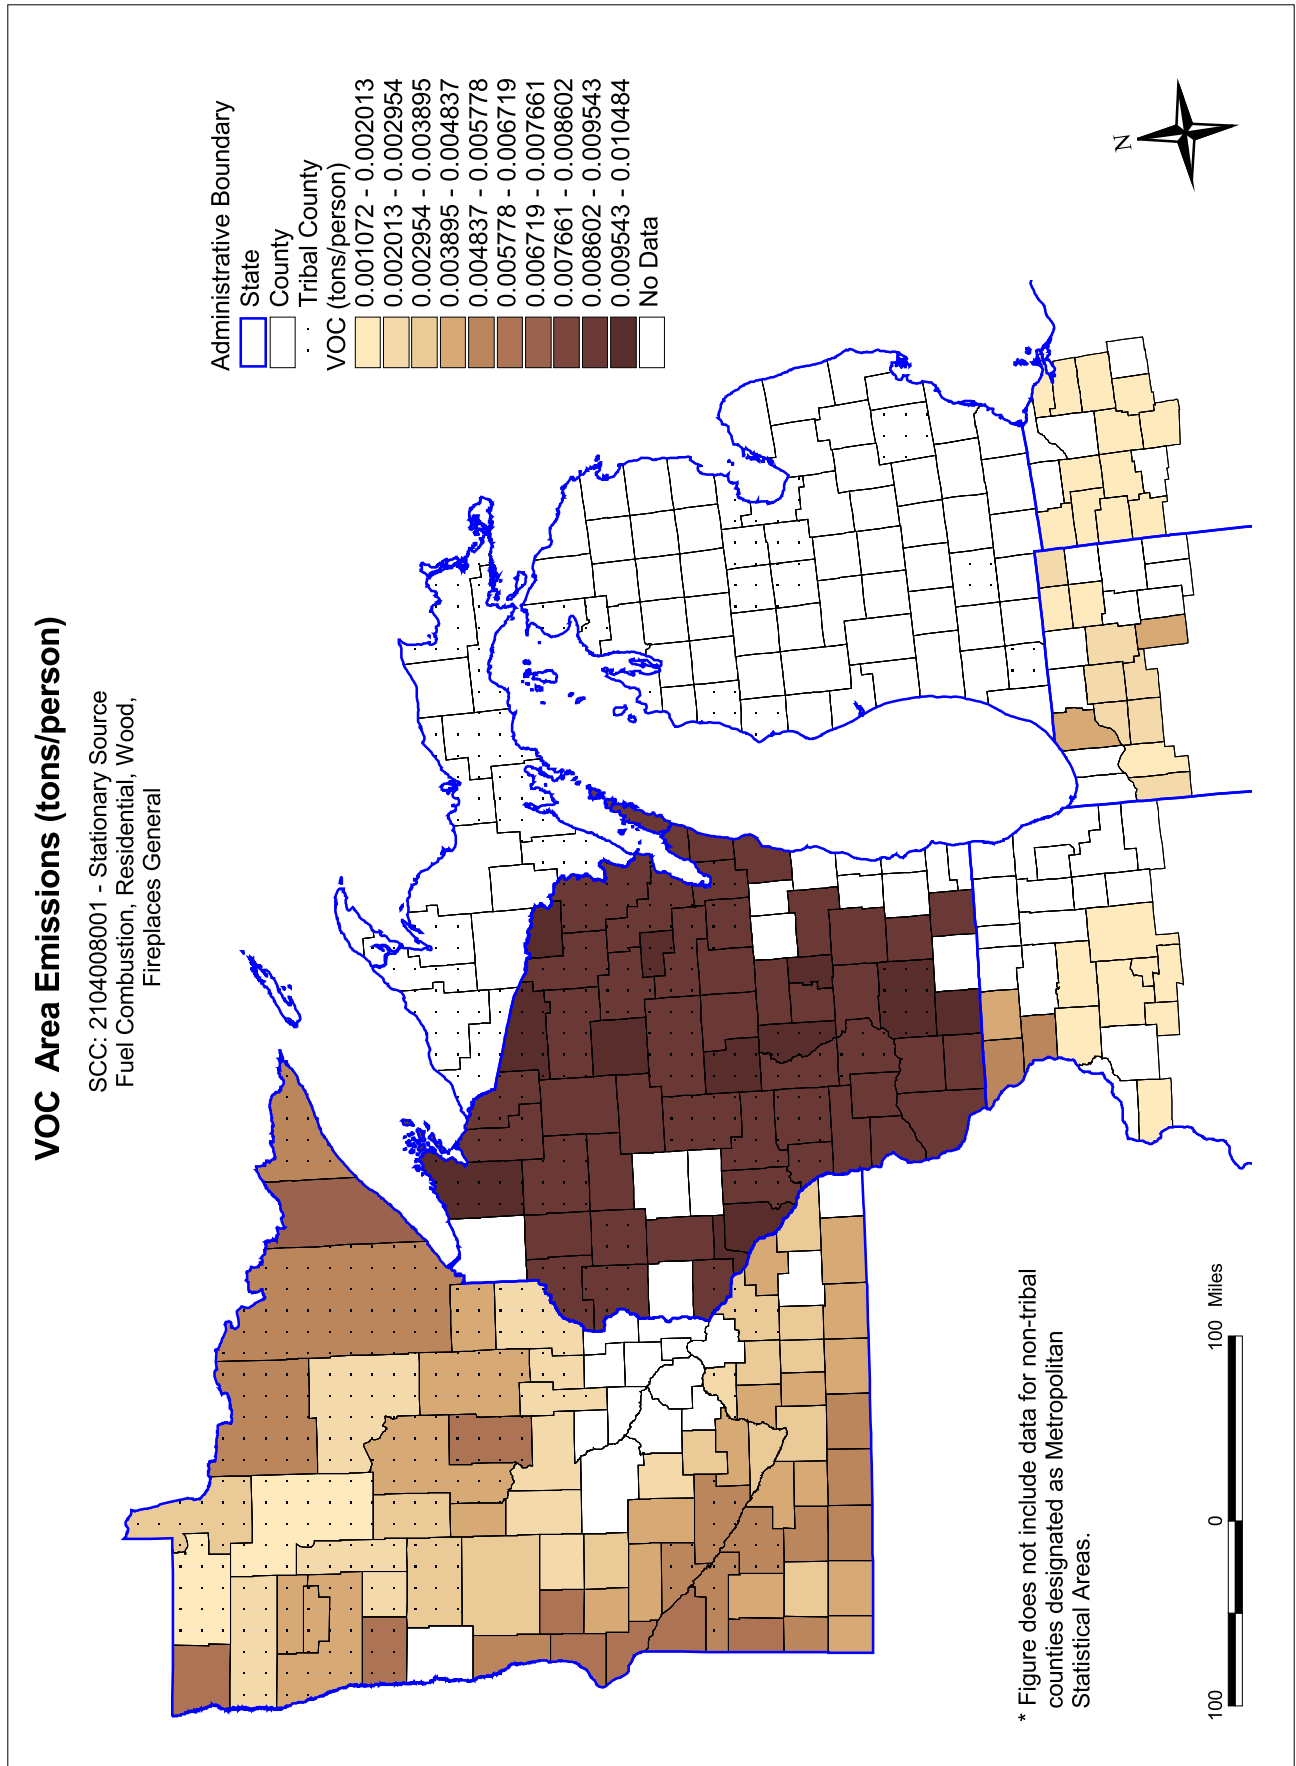 VOC Area Emissions (tons/person)
SCC: 2104008001 - Stationary Source
Fuel Combustion, Residential, Wood,
Fireplaces General
Administrative Boundary
State
County
Tribal County
VOC (tons/person)
0.001072 - 0.002013
0.002013 - 0.002954
0.002954 - 0.003895
0.003895 - 0.004837
0.004837 - 0.005778
0.005778 - 0.006719
0.006719 - 0.007661
0.007661 - 0.008602
0.008602 - 0.009543
0.009543 - 0.010484
No Data
N
* Figure does not include data for non-tribal
counties designated as Metropolitan
Statistical Areas.
100 0 100 Miles